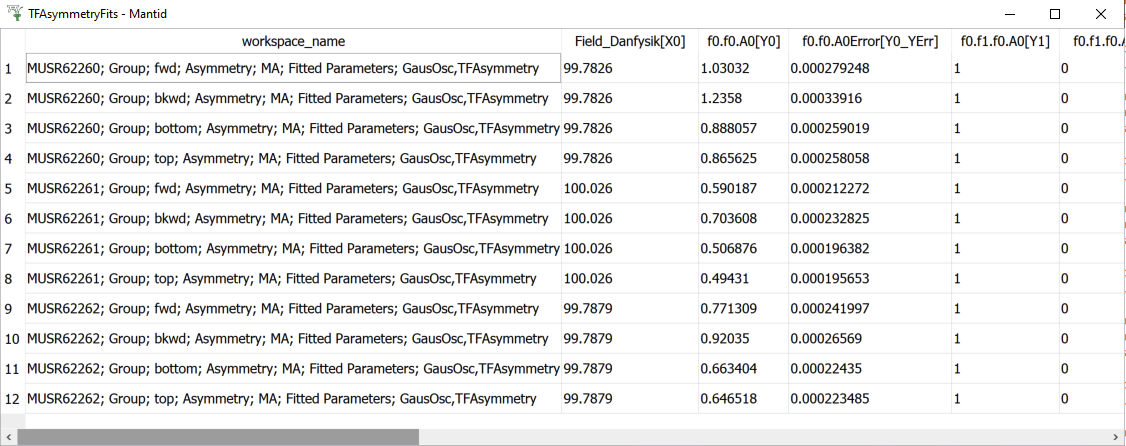 TFAsymmetryFits - Mantid
workspace_name Field_Danfysik[X0] f0.f0.A0[Y0] f0.f0.A0Error[Y0_YErr] f0.f1.f0.A0[Y1] f0.f1.f0.A
1 MUSR62260; Group; fwd; Asymmetry; MA; Fitted Parameters; GausOsc,TFAsymmetry 99.7826 1.03032 0.000279248 1 0
2 MUSR62260; Group; bkwd; Asymmetry; MA; Fitted Parameters; GausOsc,TFAsymmetry 99.7826 1.2358 0.00033916 1 0
3 MUSR62260; Group; bottom; Asymmetry; MA; Fitted Parameters; GausOsc,TFAsymmetry 99.7826 0.888057 0.000259019 1 0
4 MUSR62260; Group; top; Asymmetry; MA; Fitted Parameters; GausOsc,TFAsymmetry 99.7826 0.865625 0.000258058 1 0
5 MUSR62261; Group; fwd; Asymmetry; MA; Fitted Parameters; GausOsc,TFAsymmetry 100.026 0.590187 0.000212272 1 0
6 MUSR62261; Group; bkwd; Asymmetry; MA; Fitted Parameters; GausOsc,TFAsymmetry 100.026 0.703608 0.000232825 1 0
7 MUSR62261; Group; bottom; Asymmetry; MA; Fitted Parameters; GausOsc,TFAsymmetry 100.026 0.506876 0.000196382 1 0
8 MUSR62261; Group; top; Asymmetry; MA; Fitted Parameters; GausOsc,TFAsymmetry 100.026 0.49431 0.000195653 1 0
9 MUSR62262; Group; fwd; Asymmetry; MA; Fitted Parameters; GausOsc,TFAsymmetry 99.7879 0.771309 0.000241997 1 0
10 MUSR62262; Group; bkwd; Asymmetry; MA; Fitted Parameters; GausOsc,TFAsymmetry 99.7879 0.92035 0.00026569 1 0
11 MUSR62262; Group; bottom; Asymmetry; MA; Fitted Parameters; GausOsc,TFAsymmetry 99.7879 0.663404 0.00022435 1 0
12 MUSR62262; Group; top; Asymmetry; MA; Fitted Parameters; GausOsc,TFAsymmetry 99.7879 0.646518 0.000223485 1 0